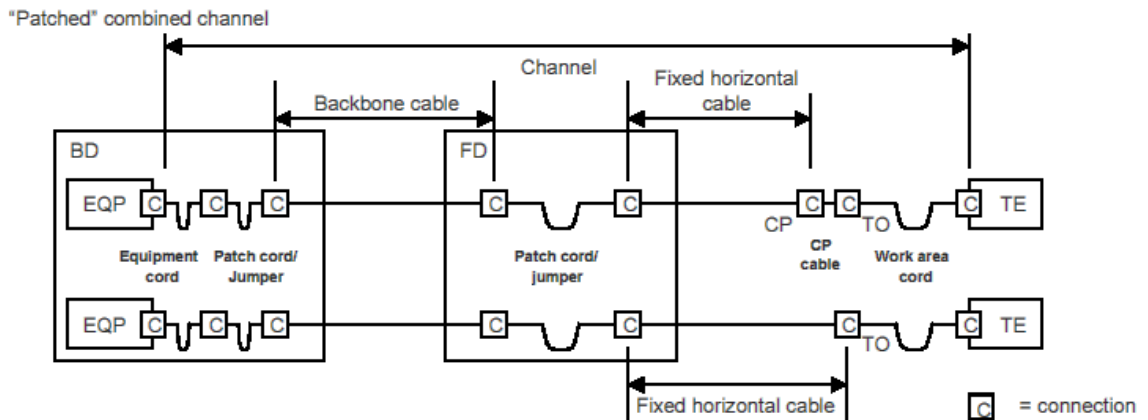 “Patched” combined channel
Channel
Backbone cable
Fixed horizontal
cable
BD
FD
EQP C C C C C C C C TE
CP TO
Equipment
cord
Patch cord/
Jumper
Patch cord/
jumper
CP
cable
Work area
cord
EQP C C C C C C C TE
TO
Fixed horizontal cable
C = connection